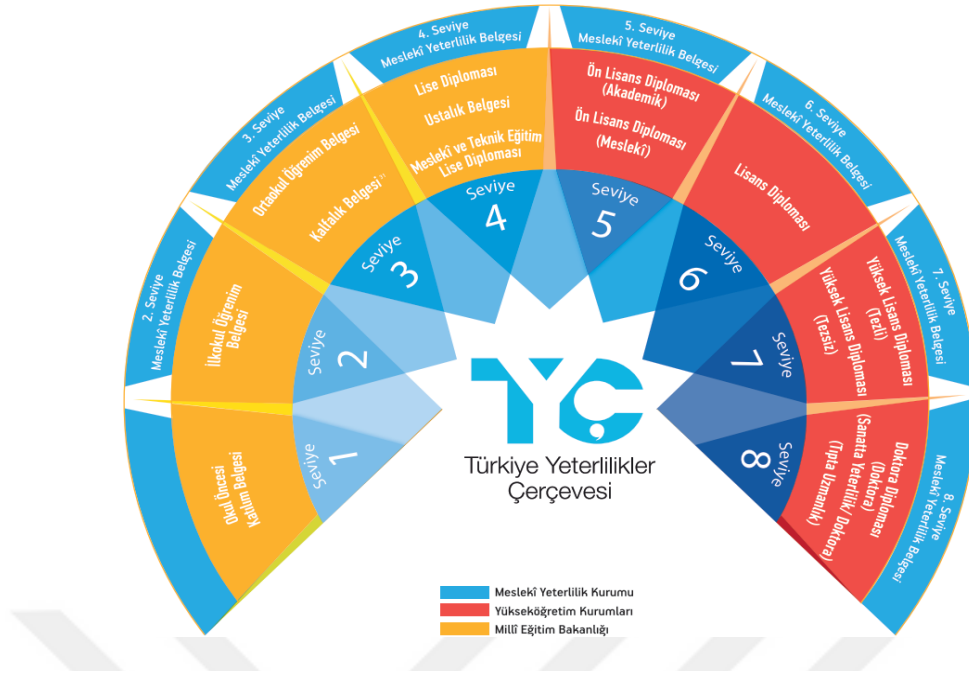 2. Seviye
Meslekî Yeterlilik Belgesi
3. Seviye
Meslekî Yeterlilik Belgesi
4. Seviye
Meslekî Yeterlilik Belgesi
5. Seviye
Meslekî Yeterlilik Belgesi
6. Seviye
Meslekî Yeterlilik Belgesi
7. Seviye
Meslekî Yeterlilik Belgesi
8. Seviye
Meslekî Yeterlilik Belgesi
Okul Öncesi
Katılım Belgesi
İlkokul Öğrenim
Belgesi
Ortaokul Öğrenim Belgesi
Kalfalık Belgesi
Lise Diploması
Ustalık Belgesi
Meslekî ve Teknik Eğitim
Lise Diploması
Ön Lisans Diploması
(Akademik)
Ön Lisans Diploması
(Meslekî)
Lisans Diploması
Yüksek Lisans Diploması
(Tezli)
Yüksek Lisans Diploması
(Tezsiz)
Doktora Diploması
(Doktora)
(Sanatta Yeterlilik/ Doktora)
(Tıpta Uzmanlık)
Seviye
1
Seviye
2
Seviye
3
Seviye
4
Seviye
5
Seviye
6
Seviye
7
Seviye
8
TYÇ
Türkiye Yeterlilikler
Çerçevesi
Meslekî Yeterlilik Kurumu
Yükseköğretim Kurumları
Millî Eğitim Bakanlığı